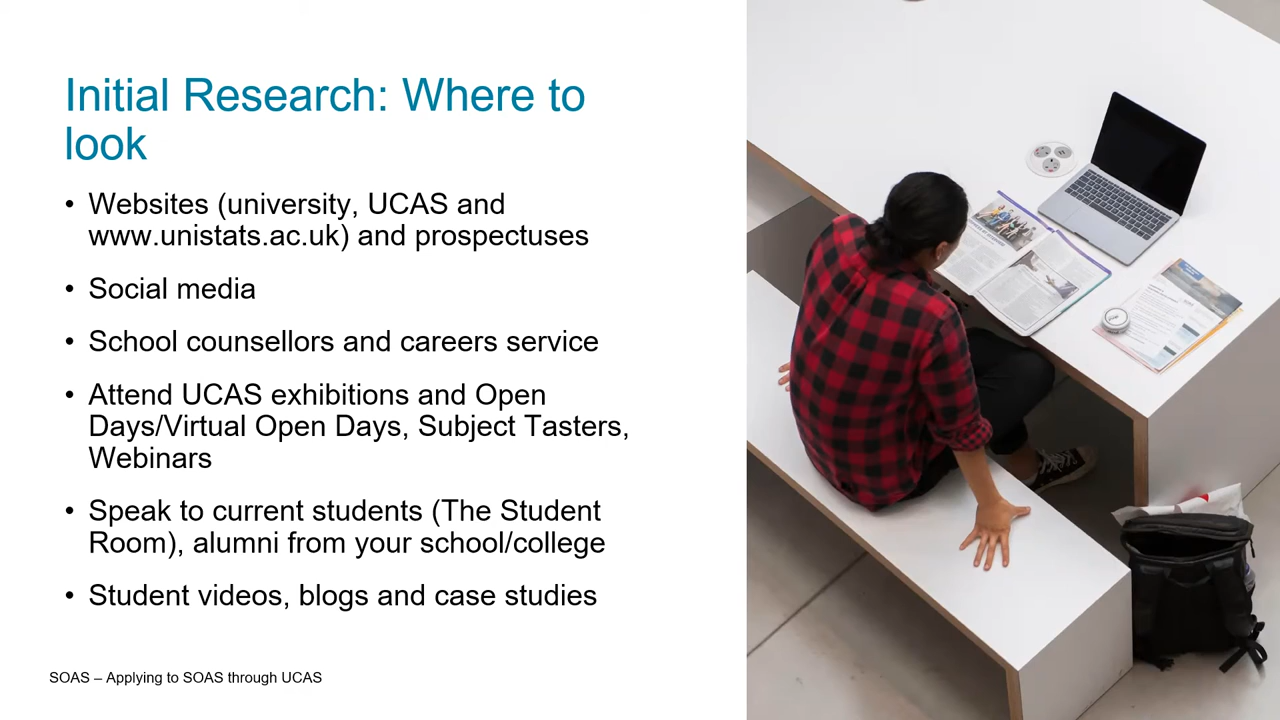 Initial Research: Where to
look
• Websites (university, UCAS and
www.unistats.ac.uk) and prospectuses
• Social media
• School counsellors and careers service
• Attend UCAS exhibitions and Open
Days/Virtual Open Days, Subject Tasters,
Webinars
• Speak to current students (The Student
Room), alumni from your school/college
• Student videos, blogs and case studies
SOAS – Applying to SOAS through UCAS